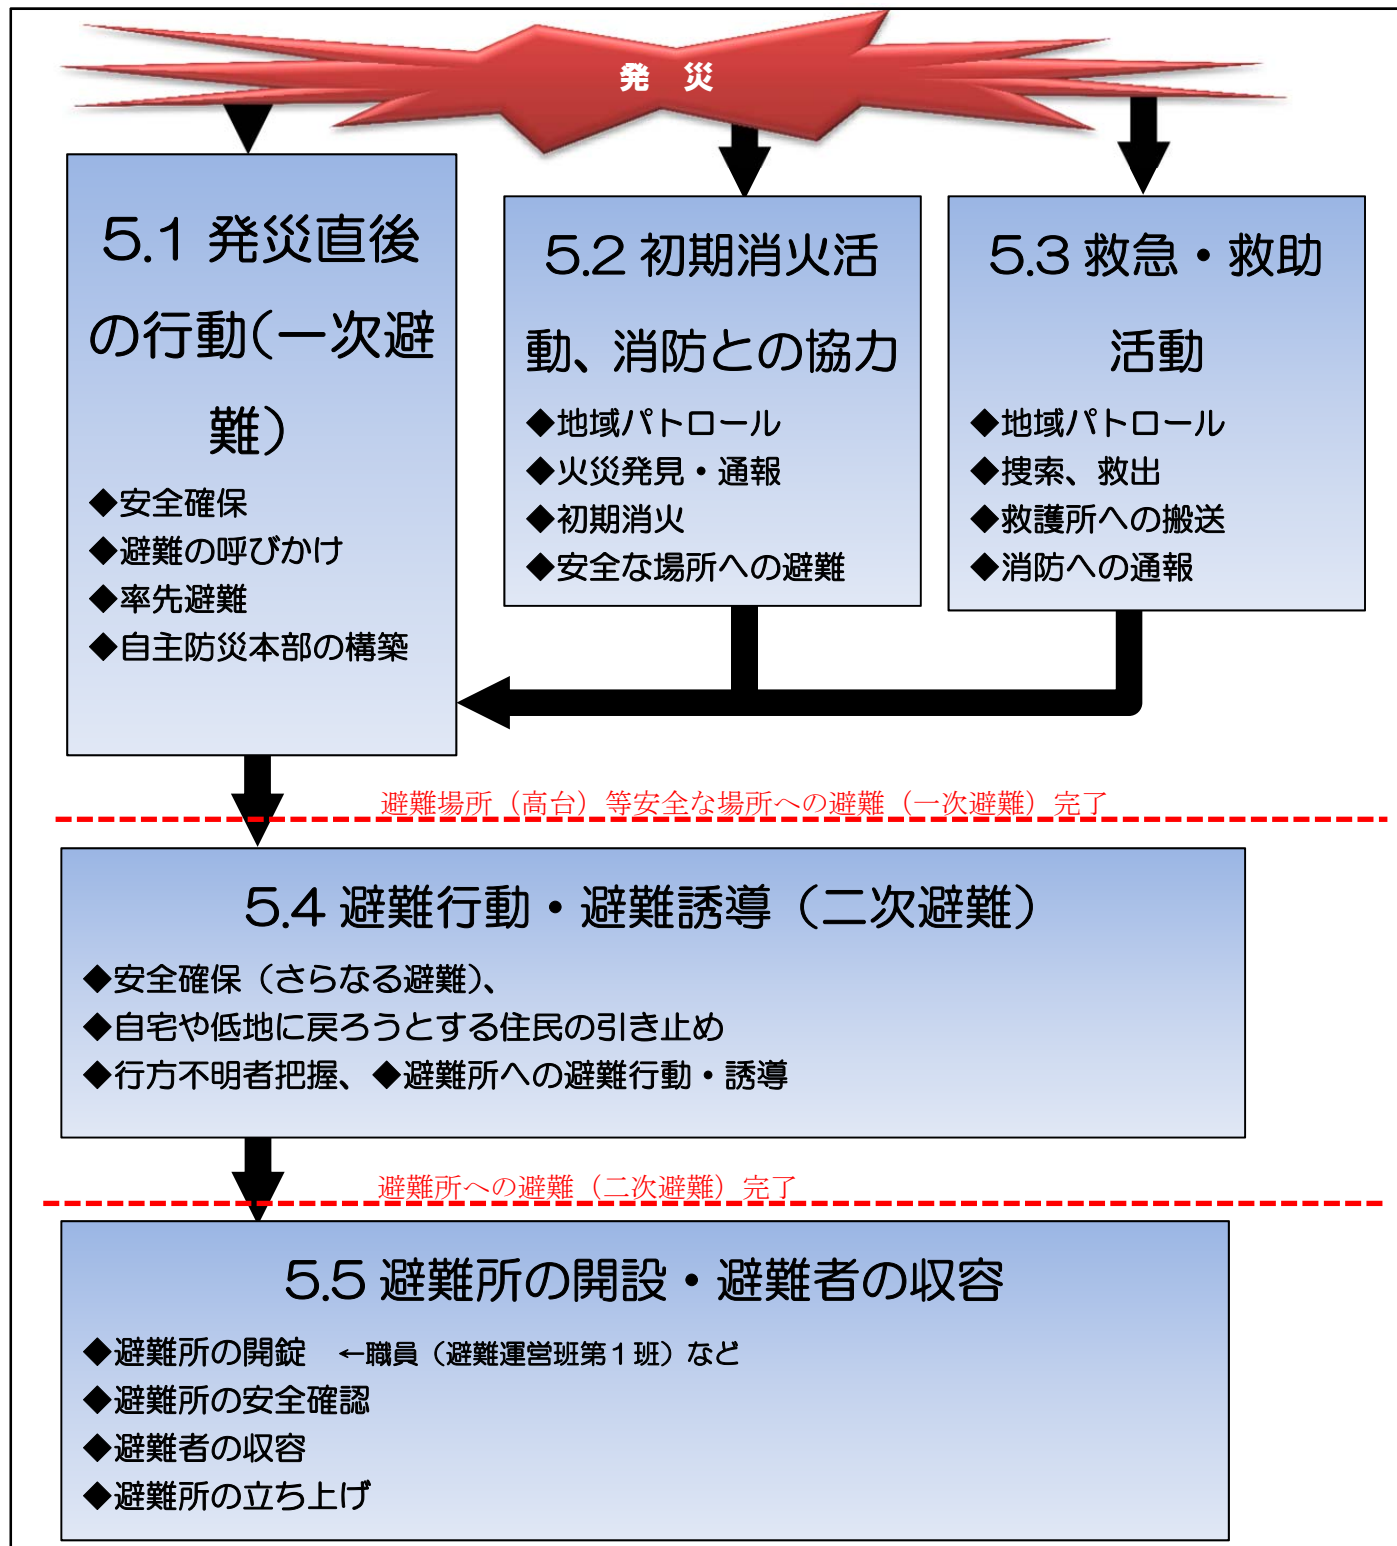 発 災
5.1 発災直後
の行動(一次避
難)
◆安全確保
◆避難の呼びかけ
◆率先避難
◆自主防災本部の構築
5.2 初期消火活
動、消防との協力
◆地域パトロール
◆火災発見・通報
◆初期消火
◆安全な場所への避難
5.3 救急・救助
活動
◆地域パトロール
◆捜索、救出
◆救護所への搬送
◆消防への通報
避難場所（高台）等安全な場所への避難（一次避難）完了
5.4 避難行動・避難誘導（二次避難）
◆安全確保（さらなる避難）、
◆自宅や低地に戻ろうとする住民の引き止め
◆行方不明者把握、◆避難所への避難行動・誘導
避難所への避難（二次避難）完了
5.5 避難所の開設・避難者の収容
◆避難所の開錠　←職員（避難運営班第１班）など
◆避難所の安全確認
◆避難者の収容
◆避難所の立ち上げ